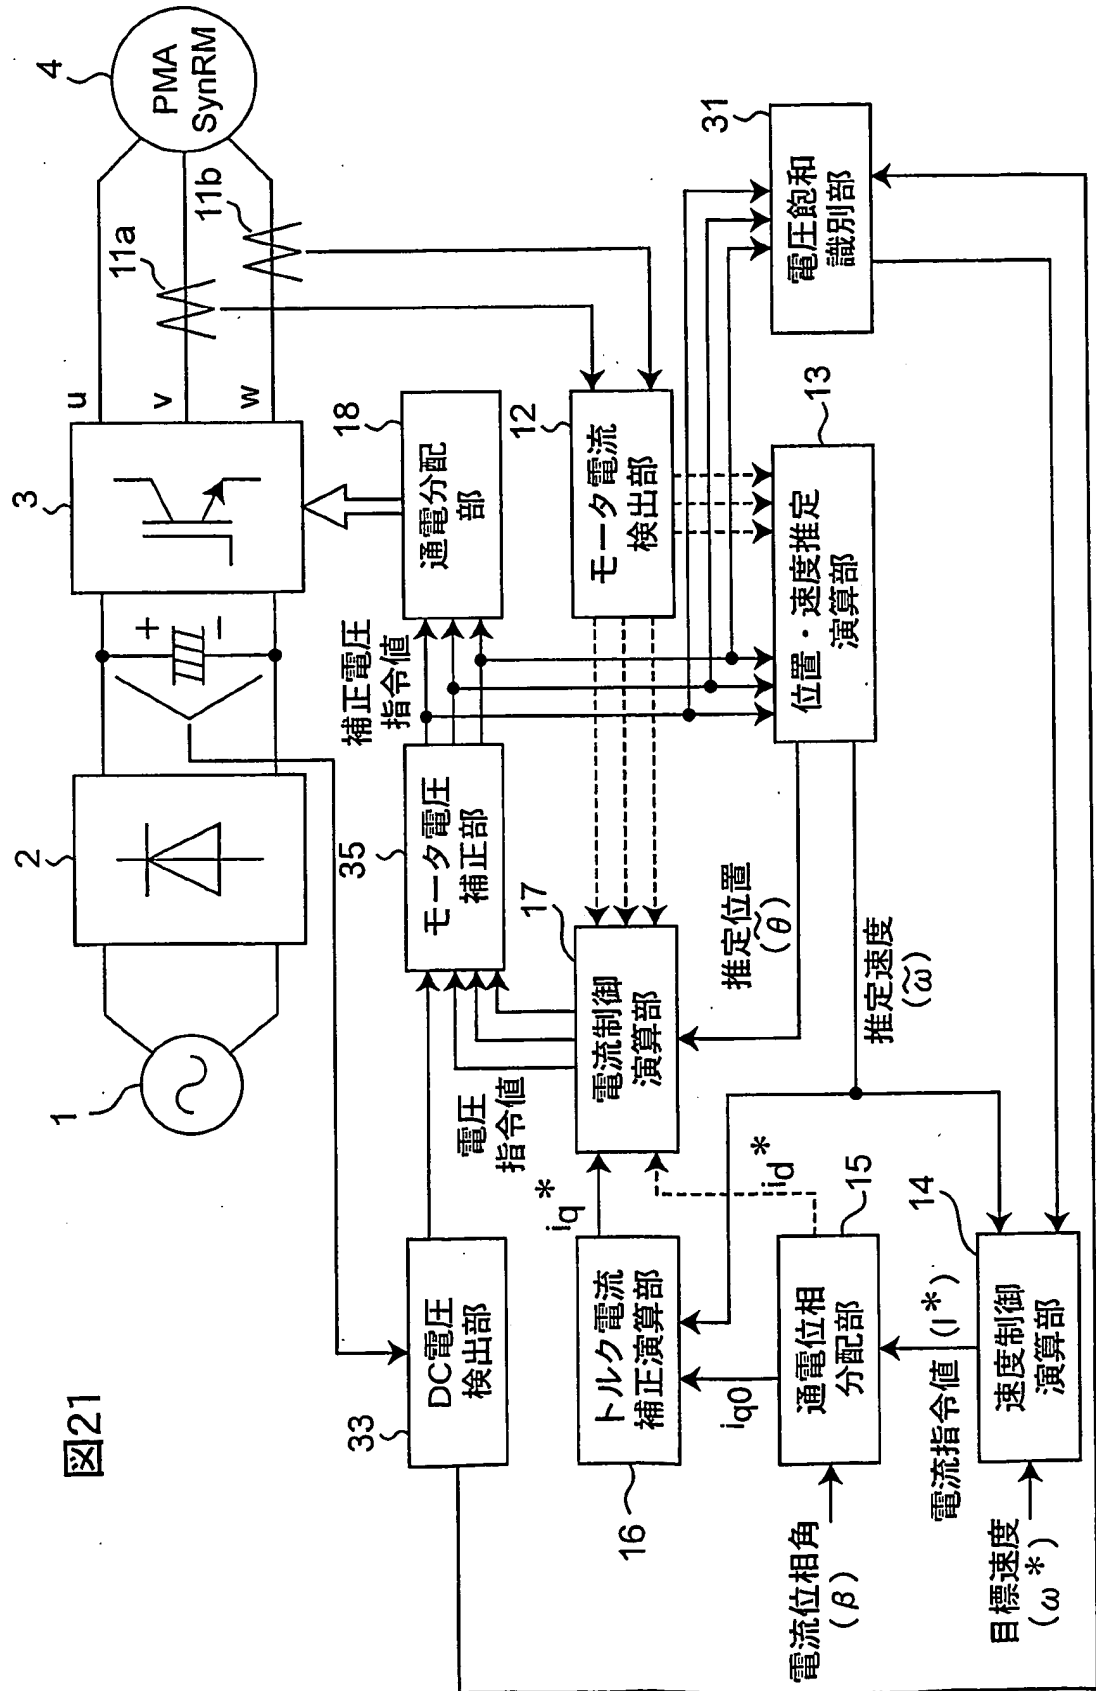 図21
1
2
3
4
PMA
SynRM
u
v
w
11a
11b
+
−
33
DC電圧
検出部
35
モータ電圧
補正部
補正電圧
指令値
18
通電分配
部
電圧
指令値
16
トルク電流
補正演算部
iq*
17
電流制御
演算部
12
モータ電流
検出部
iq0
id*
電流位相角
(β)
15
通電位相
分配部
推定位置
(θ̃)
13
位置・速度推定
演算部
31
電圧飽和
識別部
推定速度
(ω̃)
電流指令値 (I*)
目標速度
(ω*)
14
速度制御
演算部